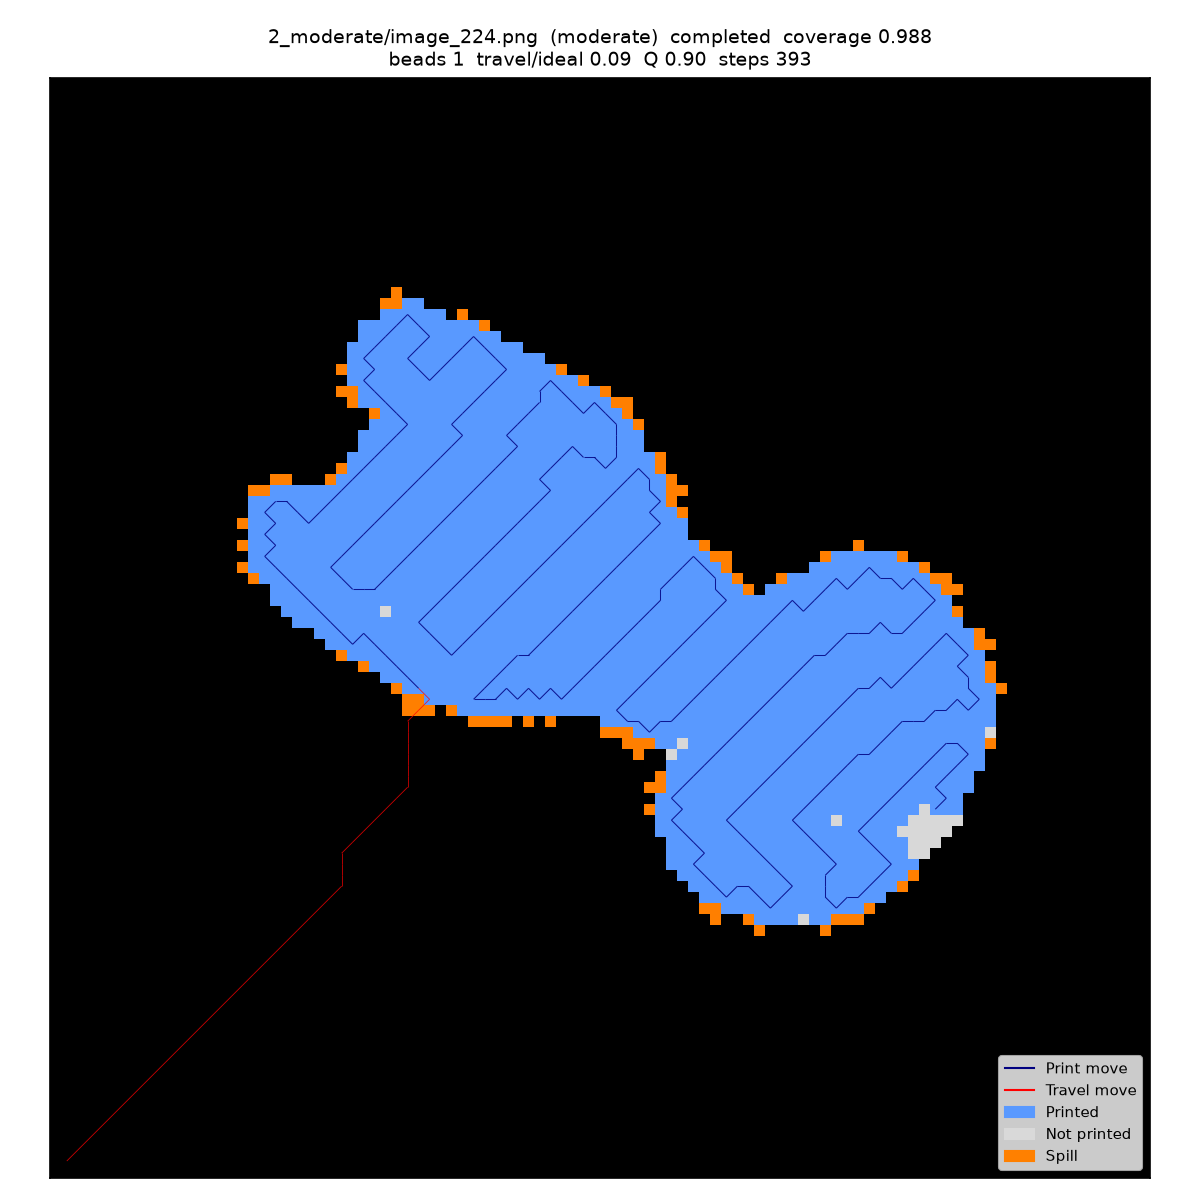 2_moderate/image_224.png  (moderate)  completed  coverage 0.988
beads 1  travel/ideal 0.09  Q 0.90  steps 393
Print move
Travel move
Printed
Not printed
Spill